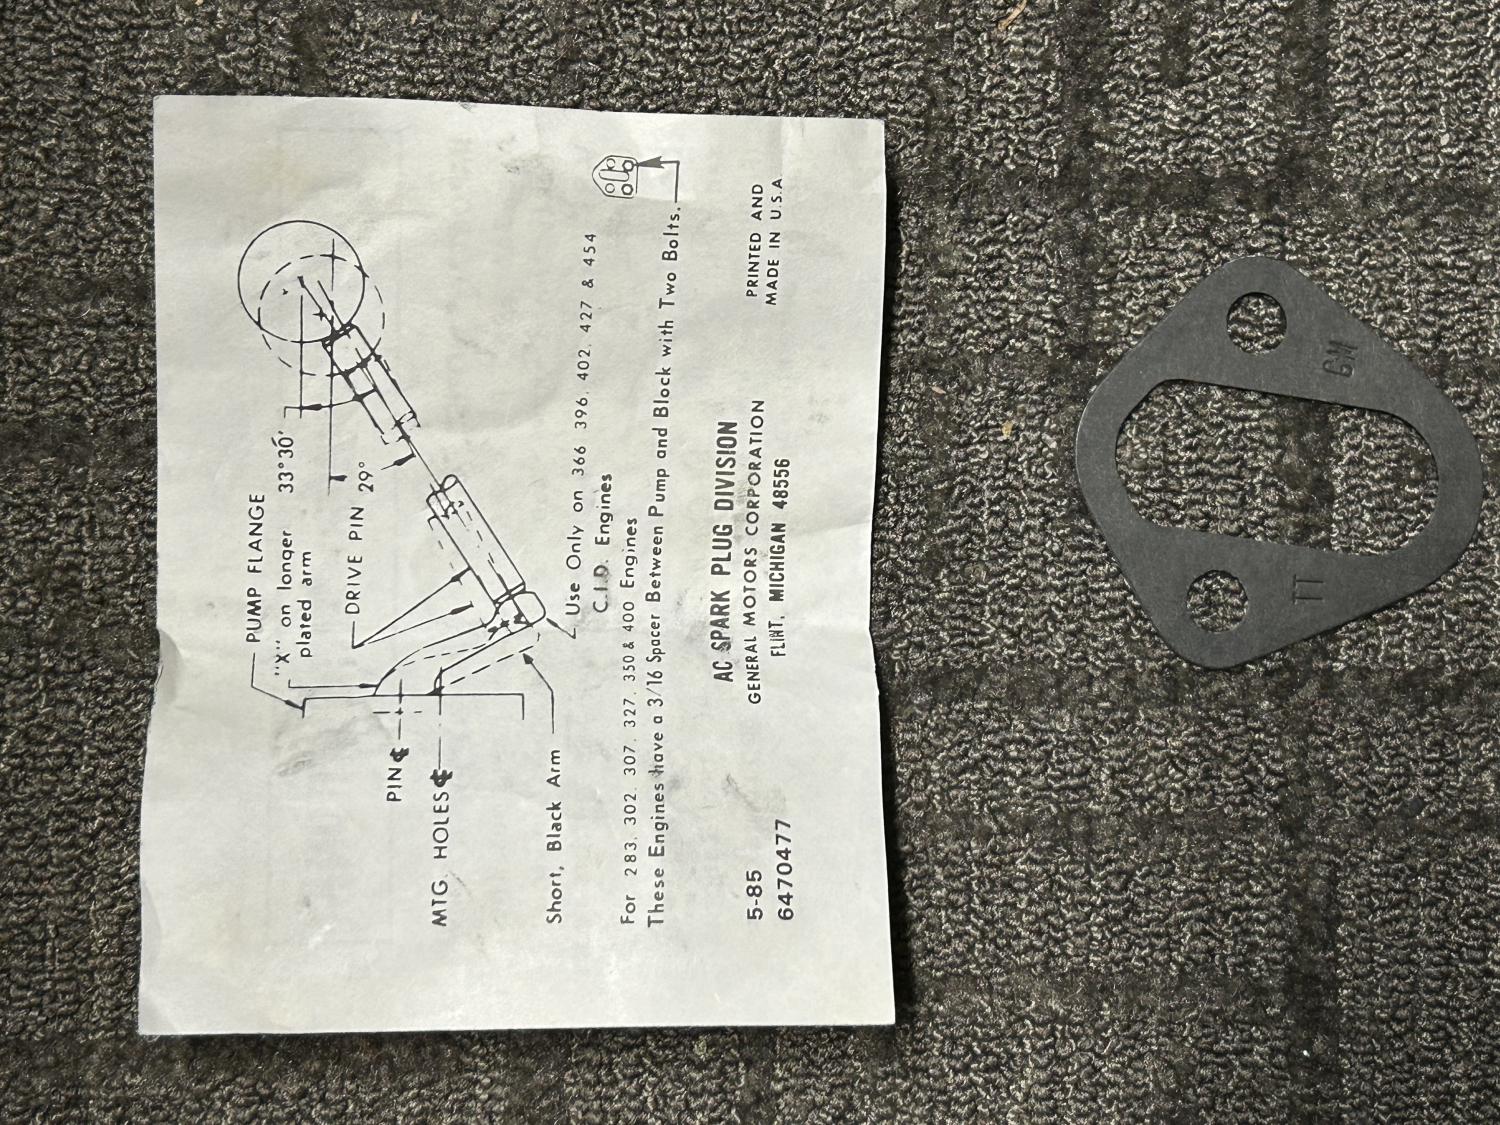 PUMP FLANGE
"X" on longer 33°30'
plated arm
DRIVE PIN 29°
PIN ℄
MTG. HOLES ℄
Short, Black Arm
Use Only on 366 396, 402, 427 & 454
C.I.D. Engines
For 283, 302, 307, 327, 350 & 400 Engines
These Engines have a 3/16 Spacer Between Pump and Block with Two Bolts.
AC SPARK PLUG DIVISION
GENERAL MOTORS CORPORATION
FLINT, MICHIGAN 48556
5-85
6470477
PRINTED AND
MADE IN U.S.A
GM
TT